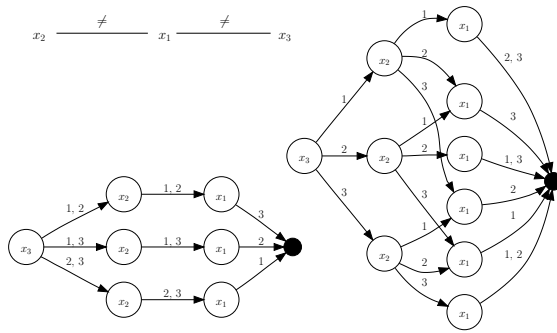 ≠ ≠
x₂ x₁ x₃
1, 2
1, 3
2, 3
1, 2
1, 3
2, 3
3
2
1
x₃ x₂ x₁
x₂ x₁
x₂ x₁
1
2
3
x₃
x₂
x₂
x₂
1
2
3
1
2
3
1
2
3
x₁
x₁
x₁
x₁
x₁
x₁
2, 3
3
1, 3
2
1
1, 2